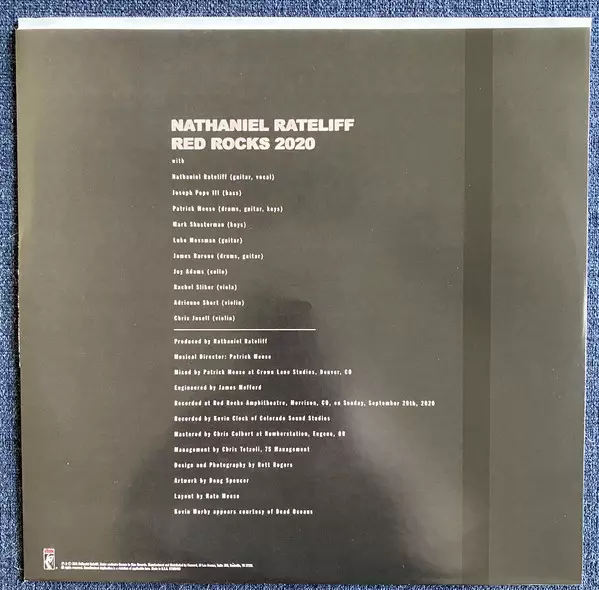 NATHANIEL RATELIFF
RED ROCKS 2020
with
Nathaniel Rateliff (guitar, vocal)
Joseph Pope III (bass)
Patrick Meese (drums, guitar, keys)
Mark Shusterman (keys)
Luke Mossman (guitar)
James Barone (drums, guitar)
Joy Adams (cello)
Rachel Sliker (viola)
Adrienne Short (violin)
Chris Jusell (violin)
Produced by Nathaniel Rateliff
Musical Director: Patrick Meese
Mixed by Patrick Meese at Crown Lane Studios, Denver, CO
Engineered by James Mofford
Recorded at Red Rocks Amphitheatre, Morrison, CO, on Sunday, September 20th, 2020
Recorded by Kevin Clock of Colorado Sound Studios
Mastered by Chris Colbert at Numberstation, Eugene, OR
Management by Chris Tetzeli, 7S Management
Design and Photography by Rett Rogers
Artwork by Doug Spencer
Layout by Nate Meese
Kevin Morby appears courtesy of Dead Oceans